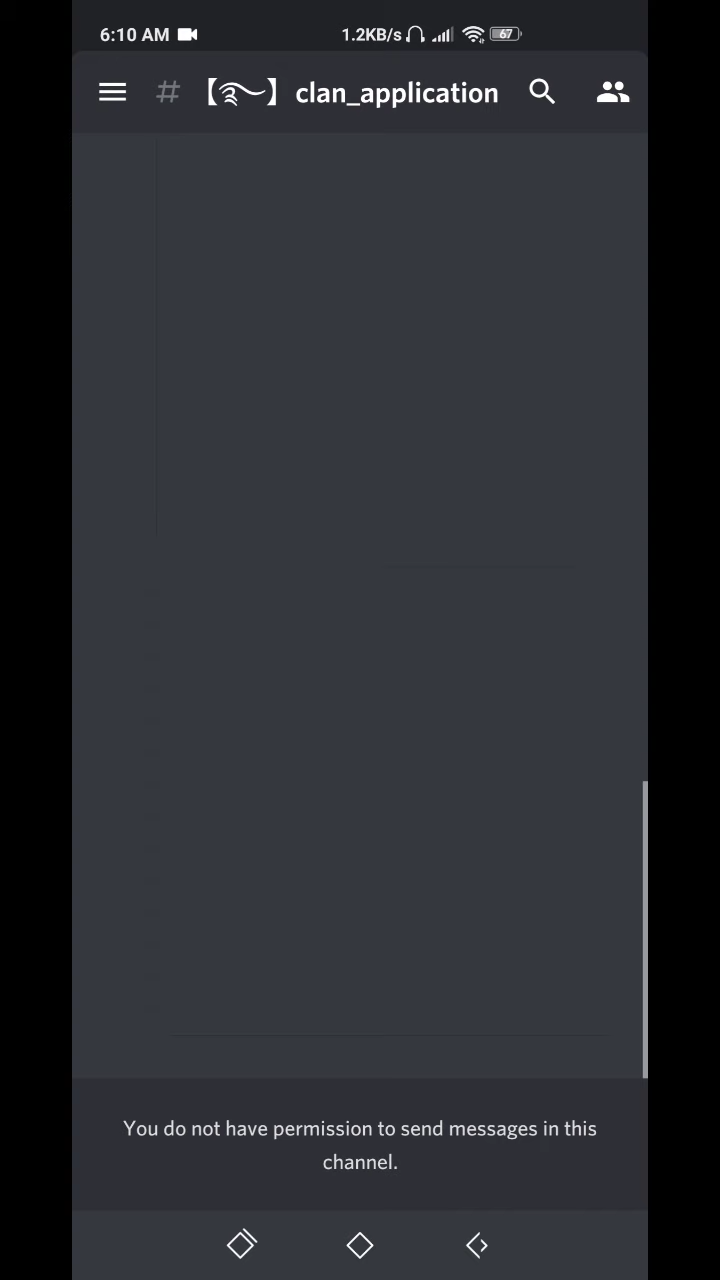 6:10 AM 1.2KB/s 67
# 【࿐】 clan_application
You do not have permission to send messages in this
channel.